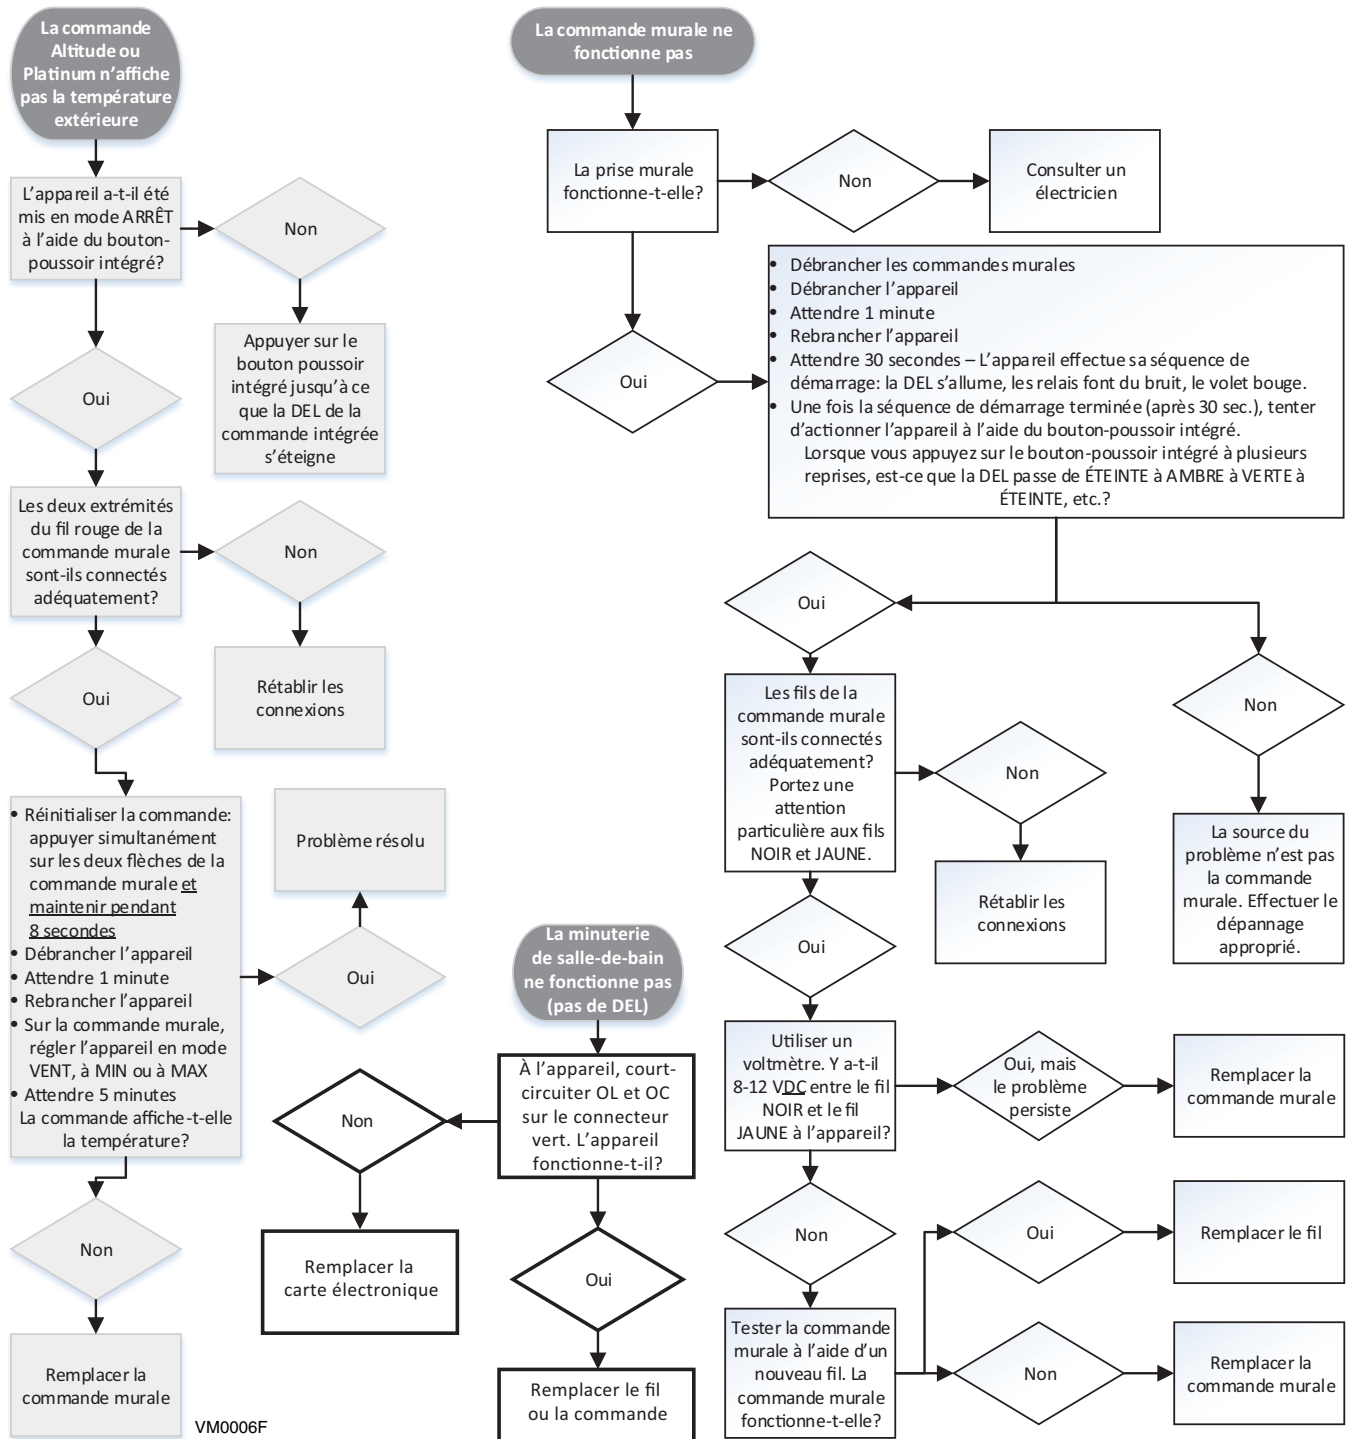 La commande
Altitude ou
Platinum n'affiche
pas la température
extérieure
L'appareil a-t-il été
mis en mode ARRÊT
à l'aide du bouton-
poussoir intégré?
Non
Appuyer sur le
bouton poussoir
intégré jusqu'à ce
que la DEL de la
commande intégrée
s'éteigne
Oui
Les deux extrémités
du fil rouge de la
commande murale
sont-ils connectés
adéquatement?
Non
Rétablir les
connexions
Oui
• Réinitialiser la commande:
appuyer simultanément
sur les deux flèches de la
commande murale et
maintenir pendant
8 secondes
• Débrancher l'appareil
• Attendre 1 minute
• Rebrancher l'appareil
• Sur la commande murale,
régler l'appareil en mode
VENT, à MIN ou à MAX
• Attendre 5 minutes
La commande affiche-t-elle
la température?
Problème résolu
Oui
Non
Remplacer la
commande murale
VM0006F
La minuterie
de salle-de-bain
ne fonctionne pas
(pas de DEL)
À l'appareil, court-
circuiter OL et OC
sur le connecteur
vert. L'appareil
fonctionne-t-il?
Non
Remplacer la
carte électronique
Oui
Remplacer le fil
ou la commande
La commande murale ne
fonctionne pas
La prise murale
fonctionne-t-elle?
Non
Consulter un
électricien
Oui
• Débrancher les commandes murales
• Débrancher l'appareil
• Attendre 1 minute
• Rebrancher l'appareil
• Attendre 30 secondes – L'appareil effectue sa séquence de
démarrage: la DEL s'allume, les relais font du bruit, le volet bouge.
• Une fois la séquence de démarrage terminée (après 30 sec.), tenter
d'actionner l'appareil à l'aide du bouton-poussoir intégré.
Lorsque vous appuyez sur le bouton-poussoir intégré à plusieurs
reprises, est-ce que la DEL passe de ÉTEINTE à AMBRE à VERTE à
ÉTEINTE, etc.?
Oui
Non
La source du
problème n'est pas
la commande
murale. Effectuer le
dépannage
approprié.
Les fils de la
commande murale
sont-ils connectés
adéquatement?
Portez une
attention
particulière aux fils
NOIR et JAUNE.
Non
Rétablir les
connexions
Oui
Utiliser un
voltmètre. Y a-t-il
8-12 VDC entre le fil
NOIR et le fil
JAUNE à l'appareil?
Oui, mais
le problème
persiste
Remplacer la
commande murale
Non
Tester la commande
murale à l'aide d'un
nouveau fil. La
commande murale
fonctionne-t-elle?
Oui
Remplacer le fil
Non
Remplacer la
commande murale